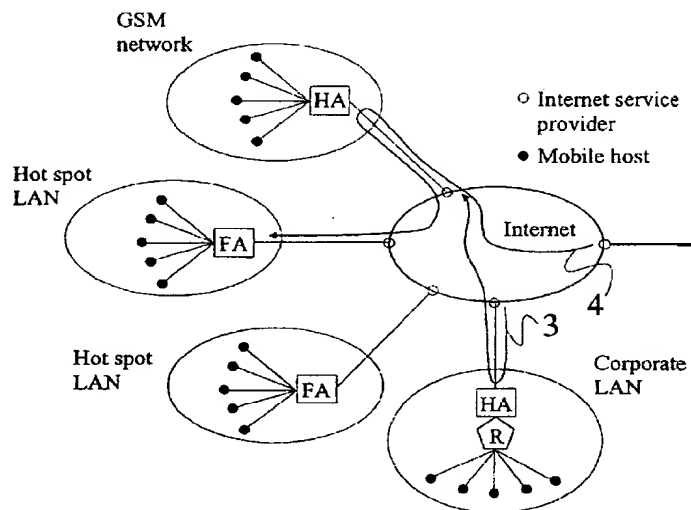 GSM
network
HA
Internet service
provider
Mobile host
Hot spot
LAN
FA
Internet
4
3
Hot spot
LAN
FA
Corporate
LAN
HA
R